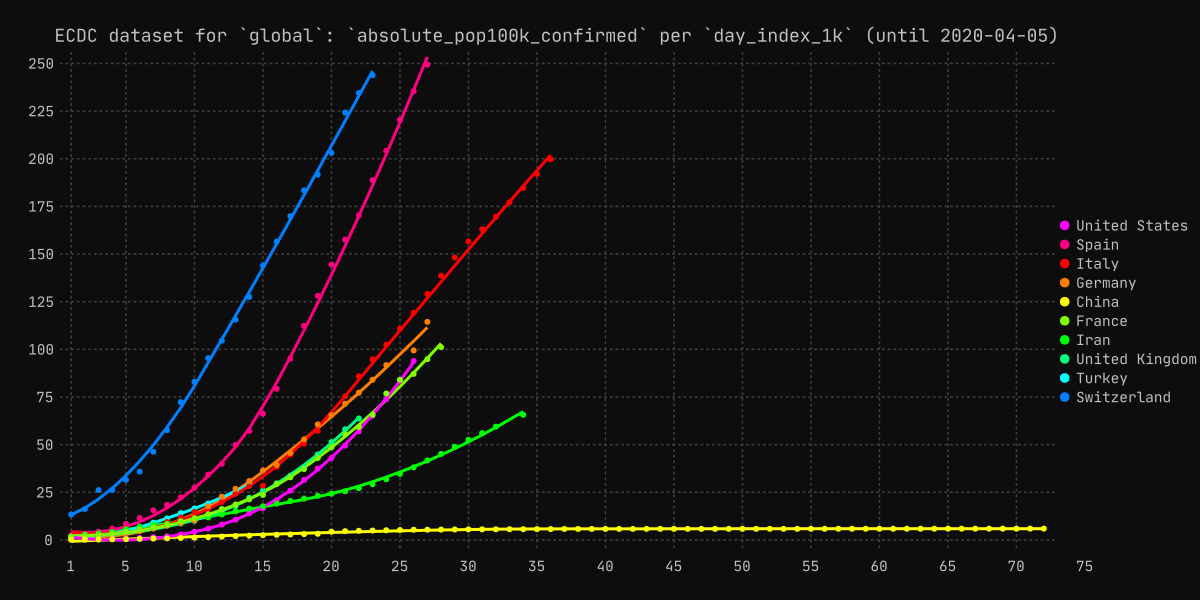 ECDC dataset for `global`: `absolute_pop100k_confirmed` per `day_index_1k` (until 2020-04-05)
250
225
200
175
150
125
100
75
50
25
0
1 5 10 15 20 25 30 35 40 45 50 55 60 65 70 75
United States
Spain
Italy
Germany
China
France
Iran
United Kingdom
Turkey
Switzerland